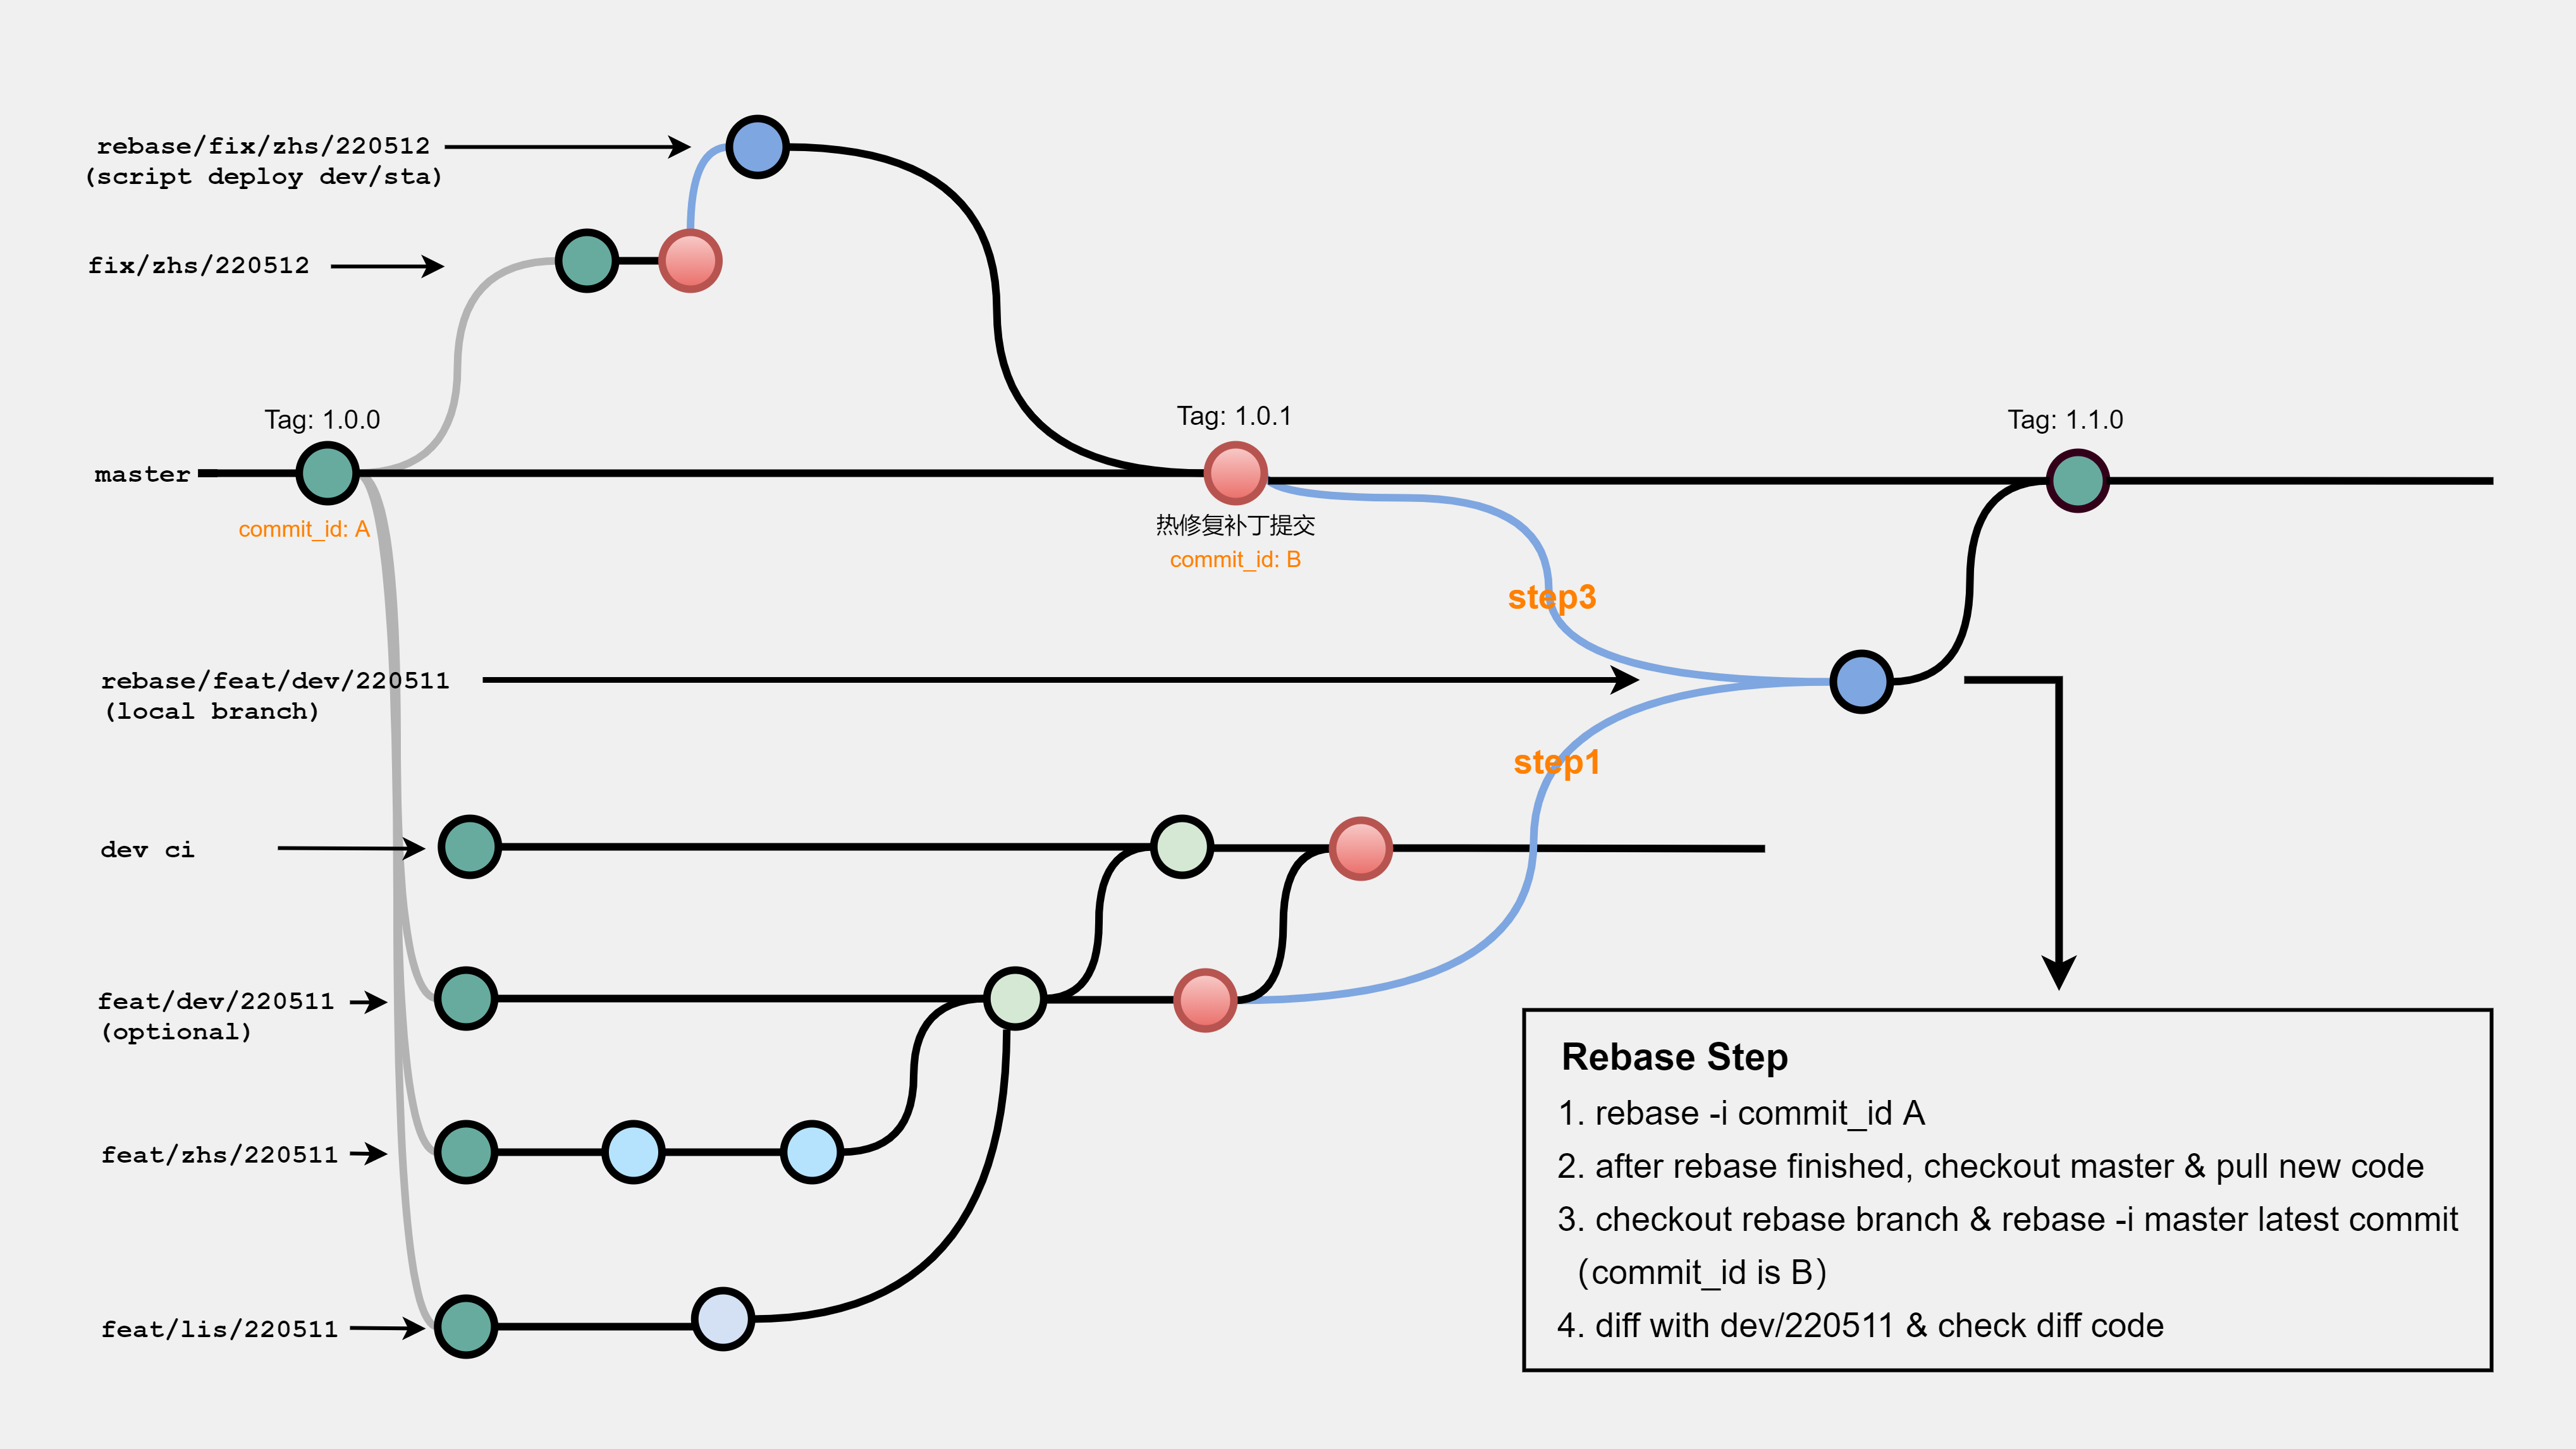 rebase/fix/zhs/220512
(script deploy dev/sta)
fix/zhs/220512
Tag: 1.0.0
Tag: 1.0.1
Tag: 1.1.0
master
commit_id: A
热修复补丁提交
commit_id: B
step3
rebase/feat/dev/220511
(local branch)
step1
dev ci
feat/dev/220511
(optional)
feat/zhs/220511
feat/lis/220511
Rebase Step
1. rebase -i commit_id A
2. after rebase finished, checkout master & pull new code
3. checkout rebase branch & rebase -i master latest commit
(commit_id is B)
4. diff with dev/220511 & check diff code